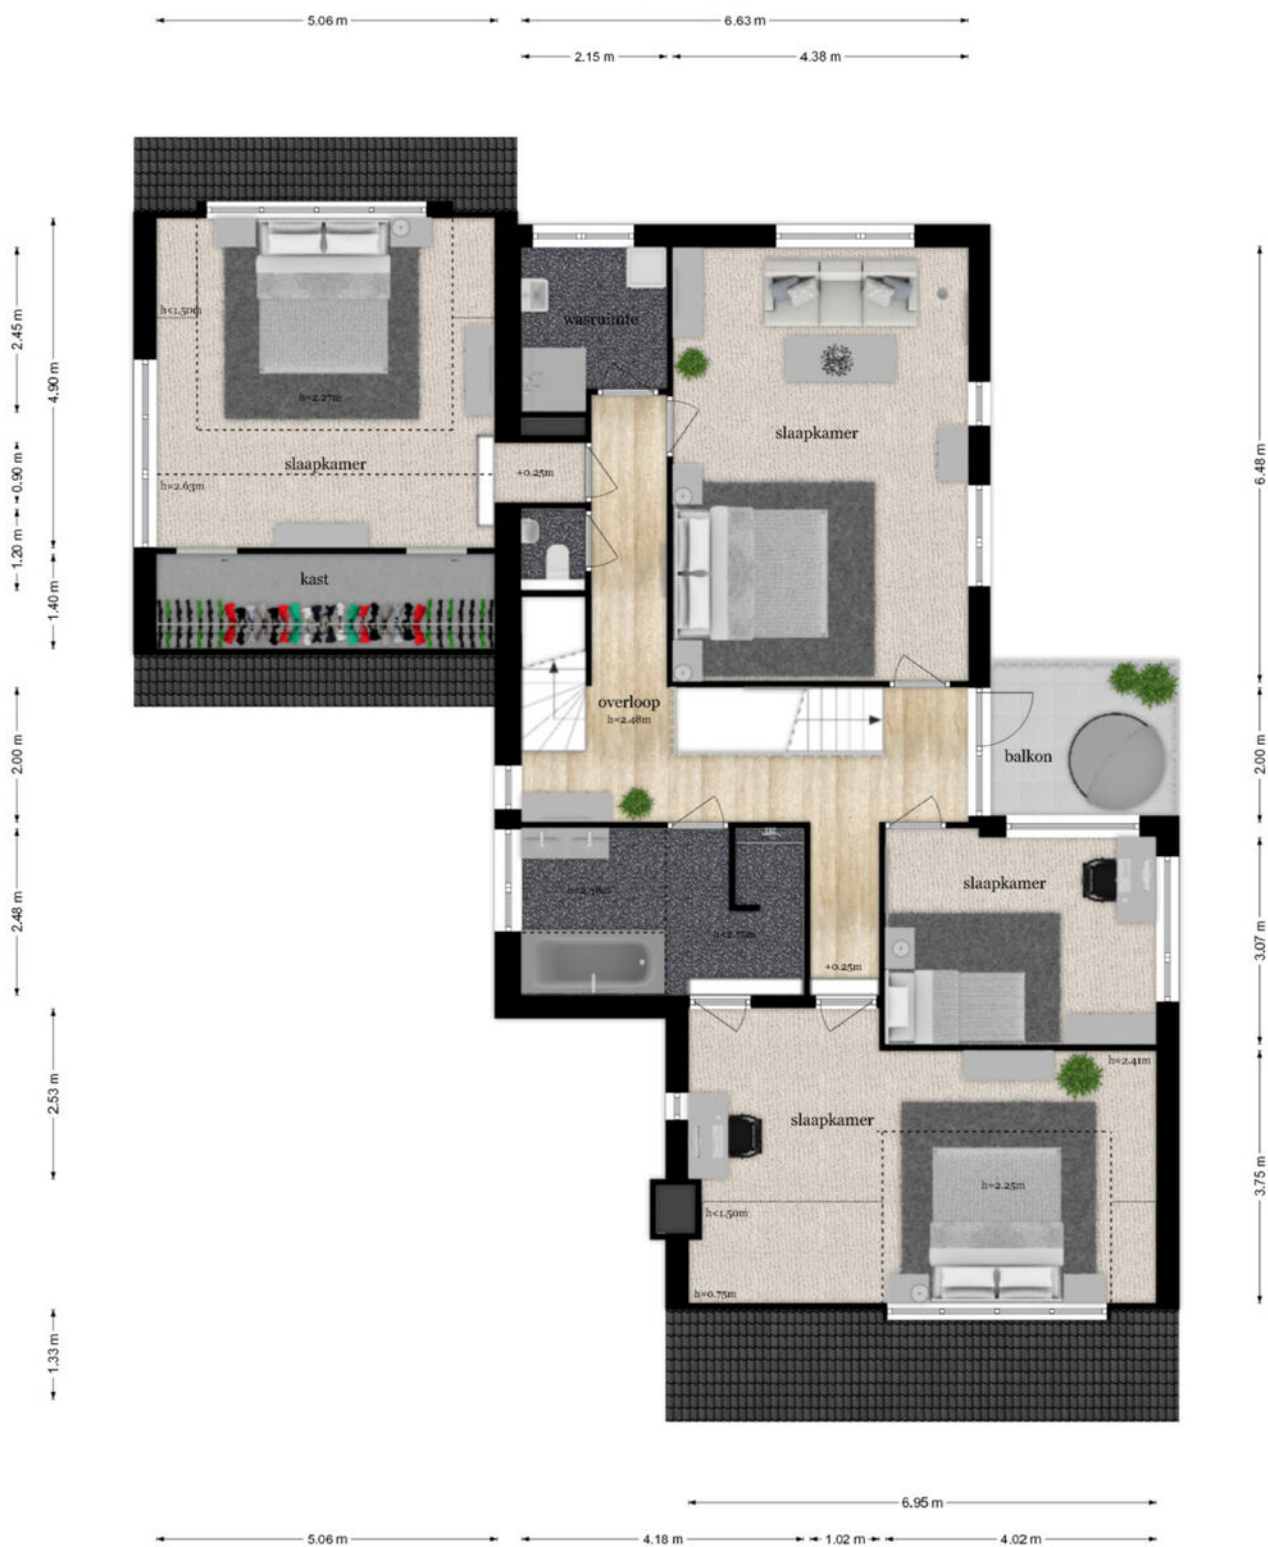 5.06 m
6.63 m
2.15 m
4.38 m
2.45 m
4.90 m
0.90 m
1.20 m
1.40 m
2.00 m
2.48 m
2.53 m
1.33 m
h<1.50m
h=2.27m
slaapkamer
h=2.63m
kast
wasruimte
+0.25m
slaapkamer
overloop
h=2.48m
balkon
+0.25m
slaapkamer
h=2.41m
slaapkamer
h=2.25m
h<1.50m
h=0.75m
6.48 m
2.00 m
3.07 m
3.75 m
6.95 m
5.06 m
4.18 m
1.02 m
4.02 m